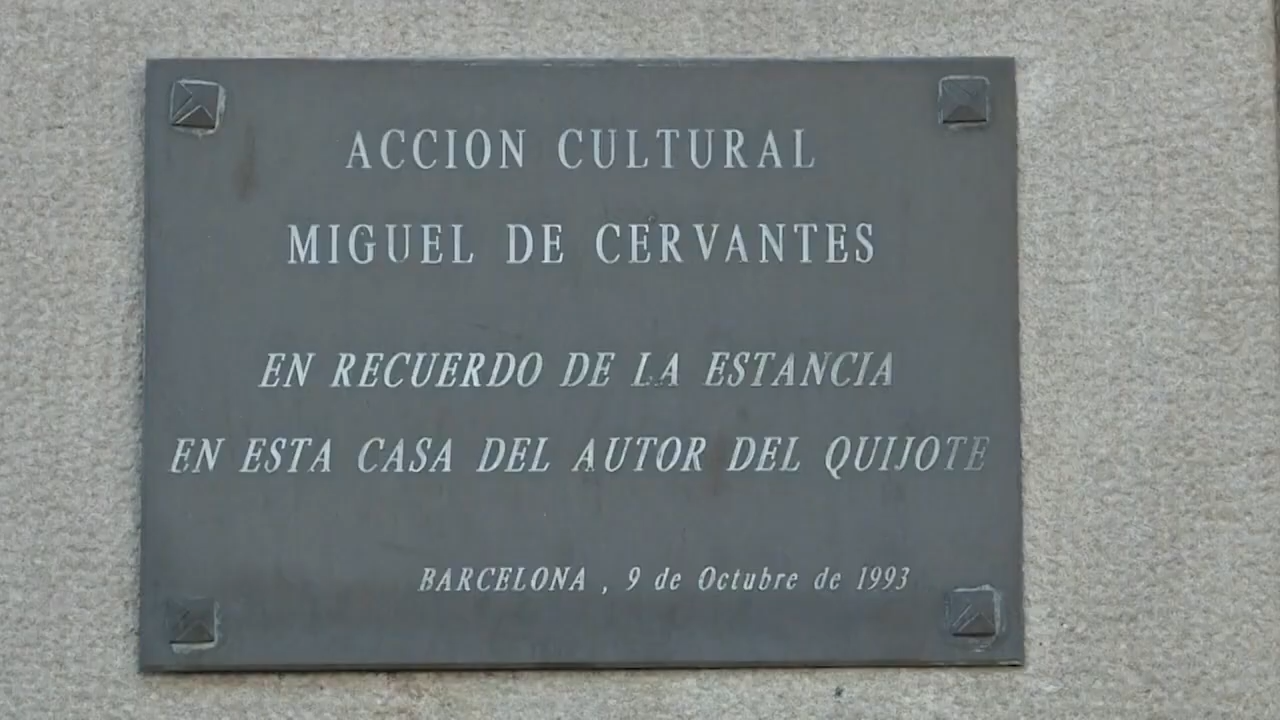 ACCION CULTURAL
MIGUEL DE CERVANTES
EN RECUERDO DE LA ESTANCIA
EN ESTA CASA DEL AUTOR DEL QUIJOTE
BARCELONA , 9 de Octubre de 1993